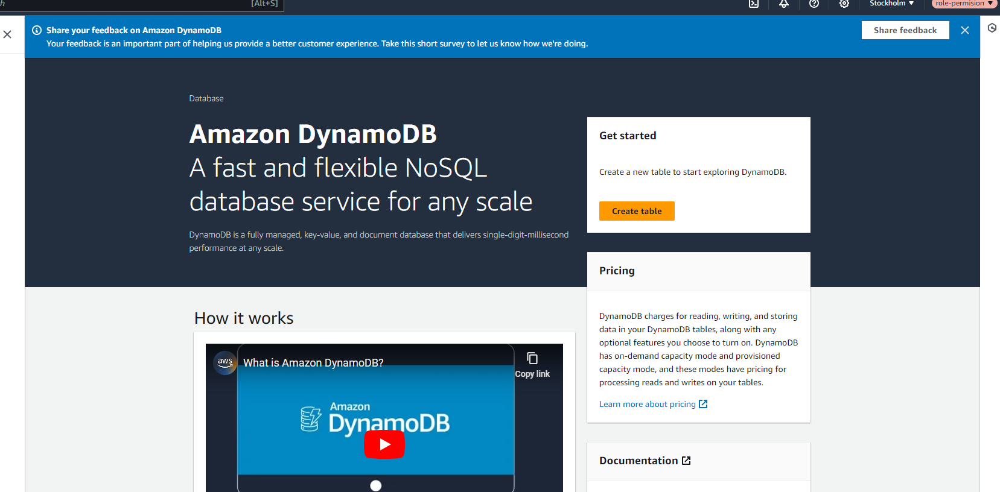 h [Alt+S] Stockholm ▼ role-permision ▼
Share your feedback on Amazon DynamoDB
Your feedback is an important part of helping us provide a better customer experience. Take this short survey to let us know how we're doing.
Share feedback
Database
Amazon DynamoDB
A fast and flexible NoSQL
database service for any scale
DynamoDB is a fully managed, key-value, and document database that delivers single-digit-millisecond
performance at any scale.
Get started
Create a new table to start exploring DynamoDB.
Create table
Pricing
DynamoDB charges for reading, writing, and storing
data in your DynamoDB tables, along with any
optional features you choose to turn on. DynamoDB
has on-demand capacity mode and provisioned
capacity mode, and these modes have pricing for
processing reads and writes on your tables.
Learn more about pricing
How it works
aws
What is Amazon DynamoDB?
Copy link
Amazon
DynamoDB
Documentation